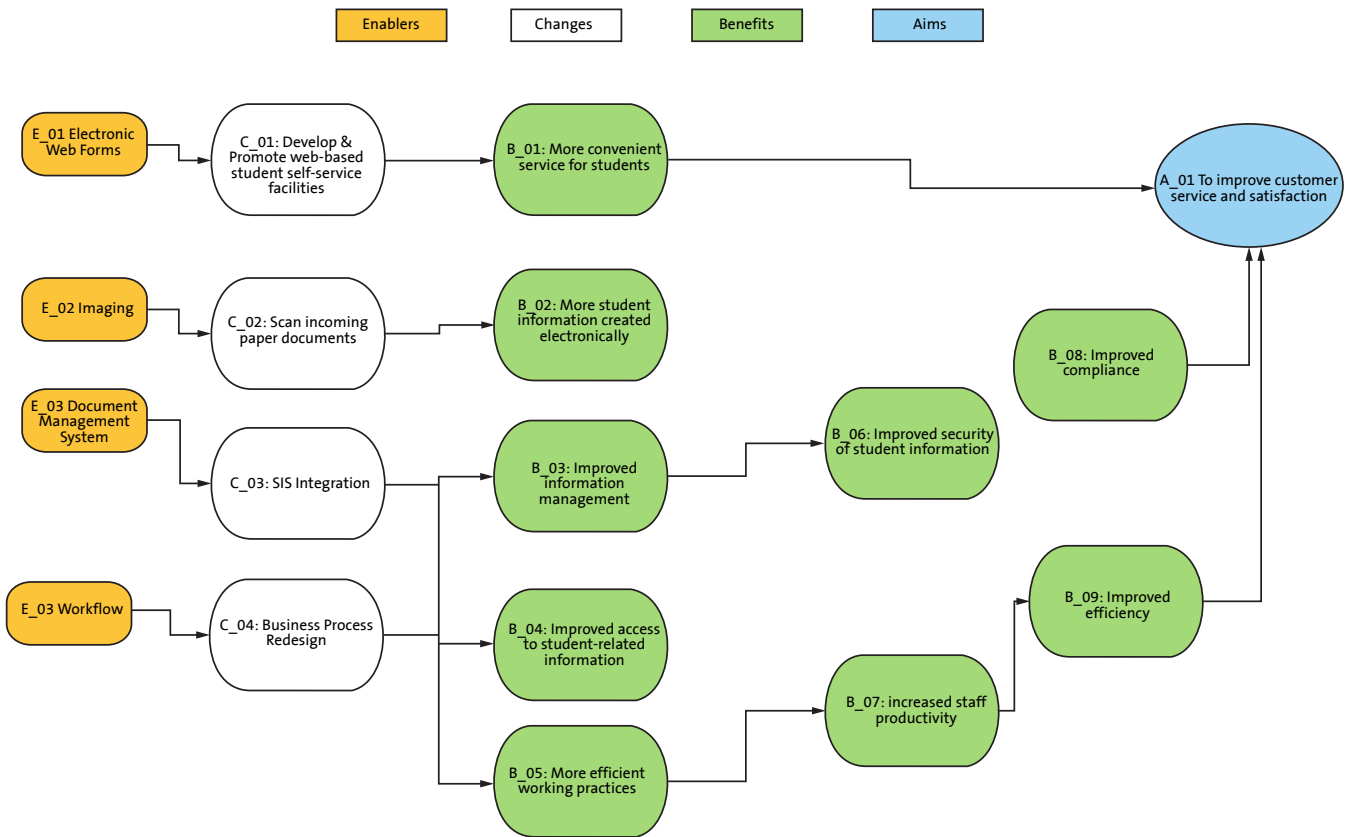 Enablers
Changes
Benefits
Aims
E_01 Electronic
Web Forms
C_01: Develop &
Promote web-based
student self-service
facilities
B_01: More convenient
service for students
A_01 To improve customer
service and satisfaction
E_02 Imaging
C_02: Scan incoming
paper documents
B_02: More student
information created
electronically
B_08: Improved
compliance
E_03 Document
Management
System
C_03: SIS Integration
B_03: Improved
information
management
B_06: Improved security
of student information
E_03 Workflow
C_04: Business Process
Redesign
B_04: Improved access
to student-related
information
B_09: Improved
efficiency
B_07: increased staff
productivity
B_05: More efficient
working practices